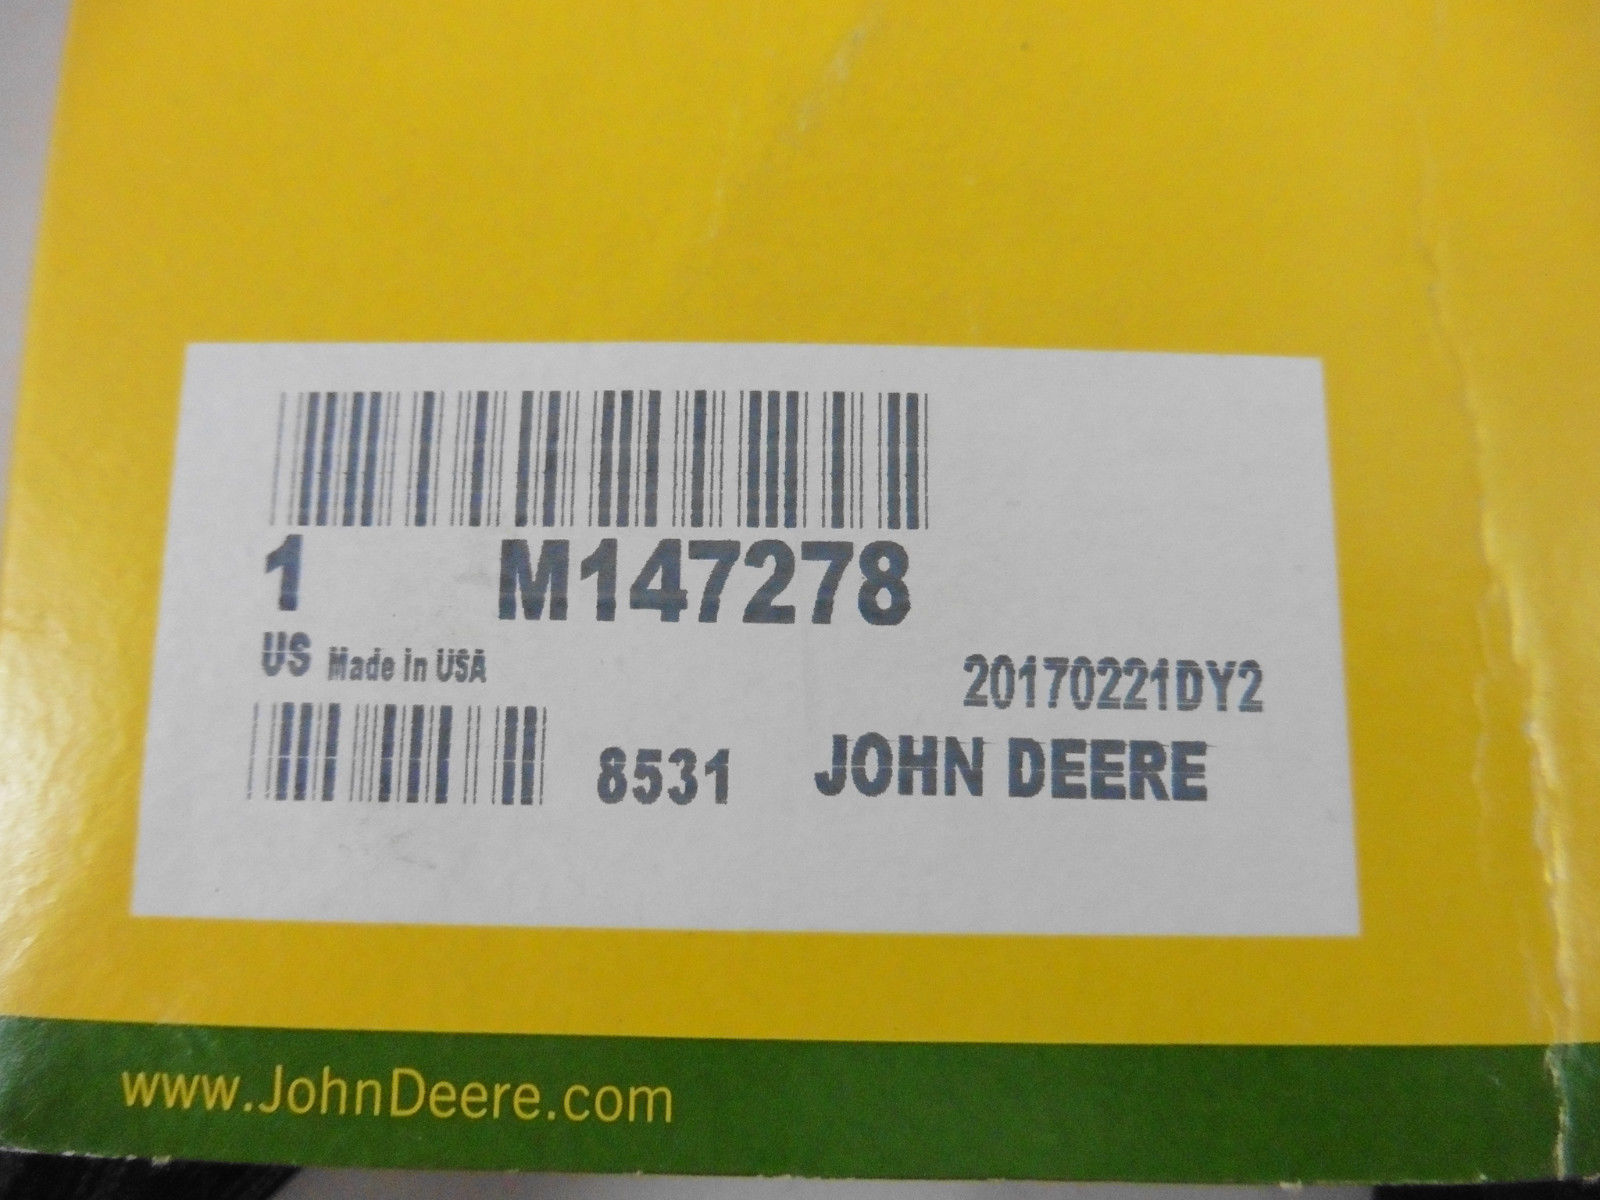 1 M147278
US Made in USA
20170221DY2
8531 JOHN DEERE
www.JohnDeere.com